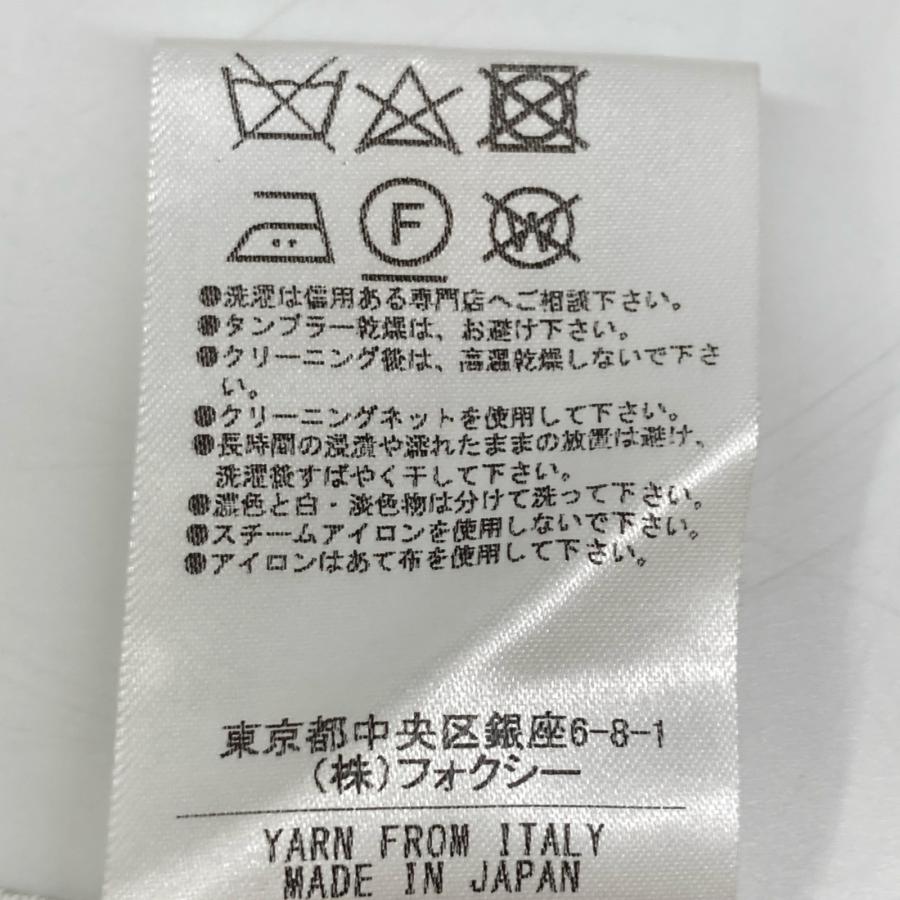 F W
●洗濯は信用ある専門店へご相談下さい。
●タンブラー乾燥は、お避け下さい。
●クリーニング後は、高温乾燥しないで下さ
い。
●クリーニングネットを使用して下さい。
●長時間の浸漬や濡れたままの放置は避け、
洗濯後すばやく干して下さい。
●濃色と白・淡色物は分けて洗って下さい。
●スチームアイロンを使用しないで下さい。
●アイロンはあて布を使用して下さい。
東京都中央区銀座6-8-1
(株)フォクシー
YARN FROM ITALY
MADE IN JAPAN